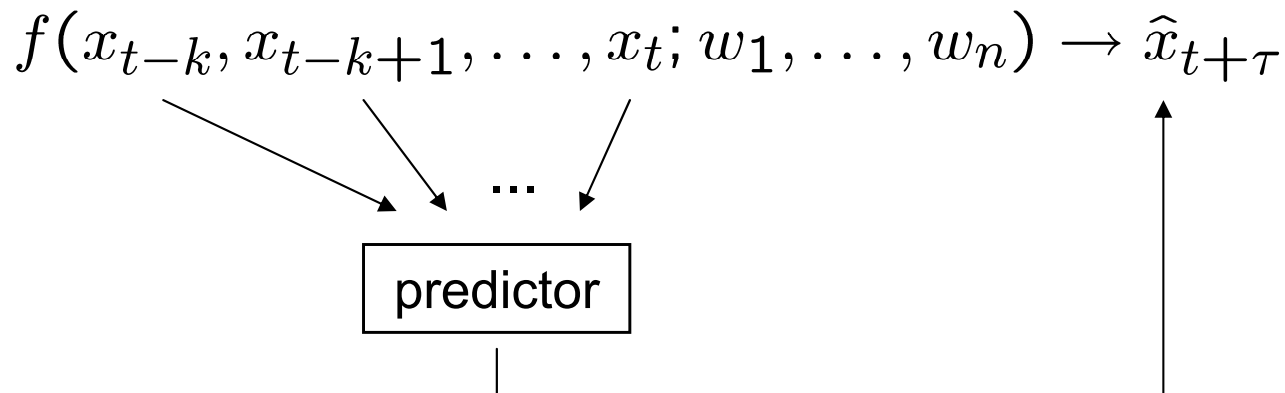 f(x_{t-k}, x_{t-k+1}, ..., x_t; w_1, ..., w_n) → x̂_{t+τ}
...
predictor